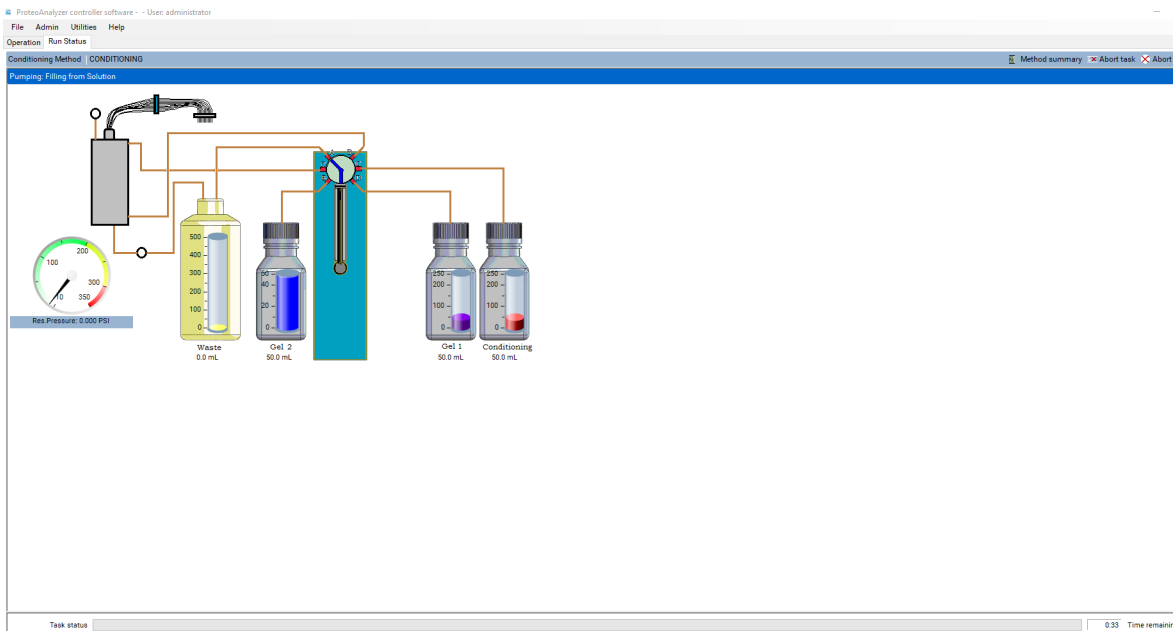 ProteoAnalyzer controller software - - User: administrator
File Admin Utilities Help
Operation Run Status
Conditioning Method | CONDITIONING Method summary Abort task Abort
Pumping: Filling from Solution
500
400
300
200
100
0
50
40
20
0
250
200
100
0
250
200
100
0
100 200
300
10 350
Res.Pressure: 0.000 PSI
Waste
0.0 mL
Gel 2
50.0 mL
Gel 1
50.0 mL
Conditioning
50.0 mL
Task status 0:33 Time remainin